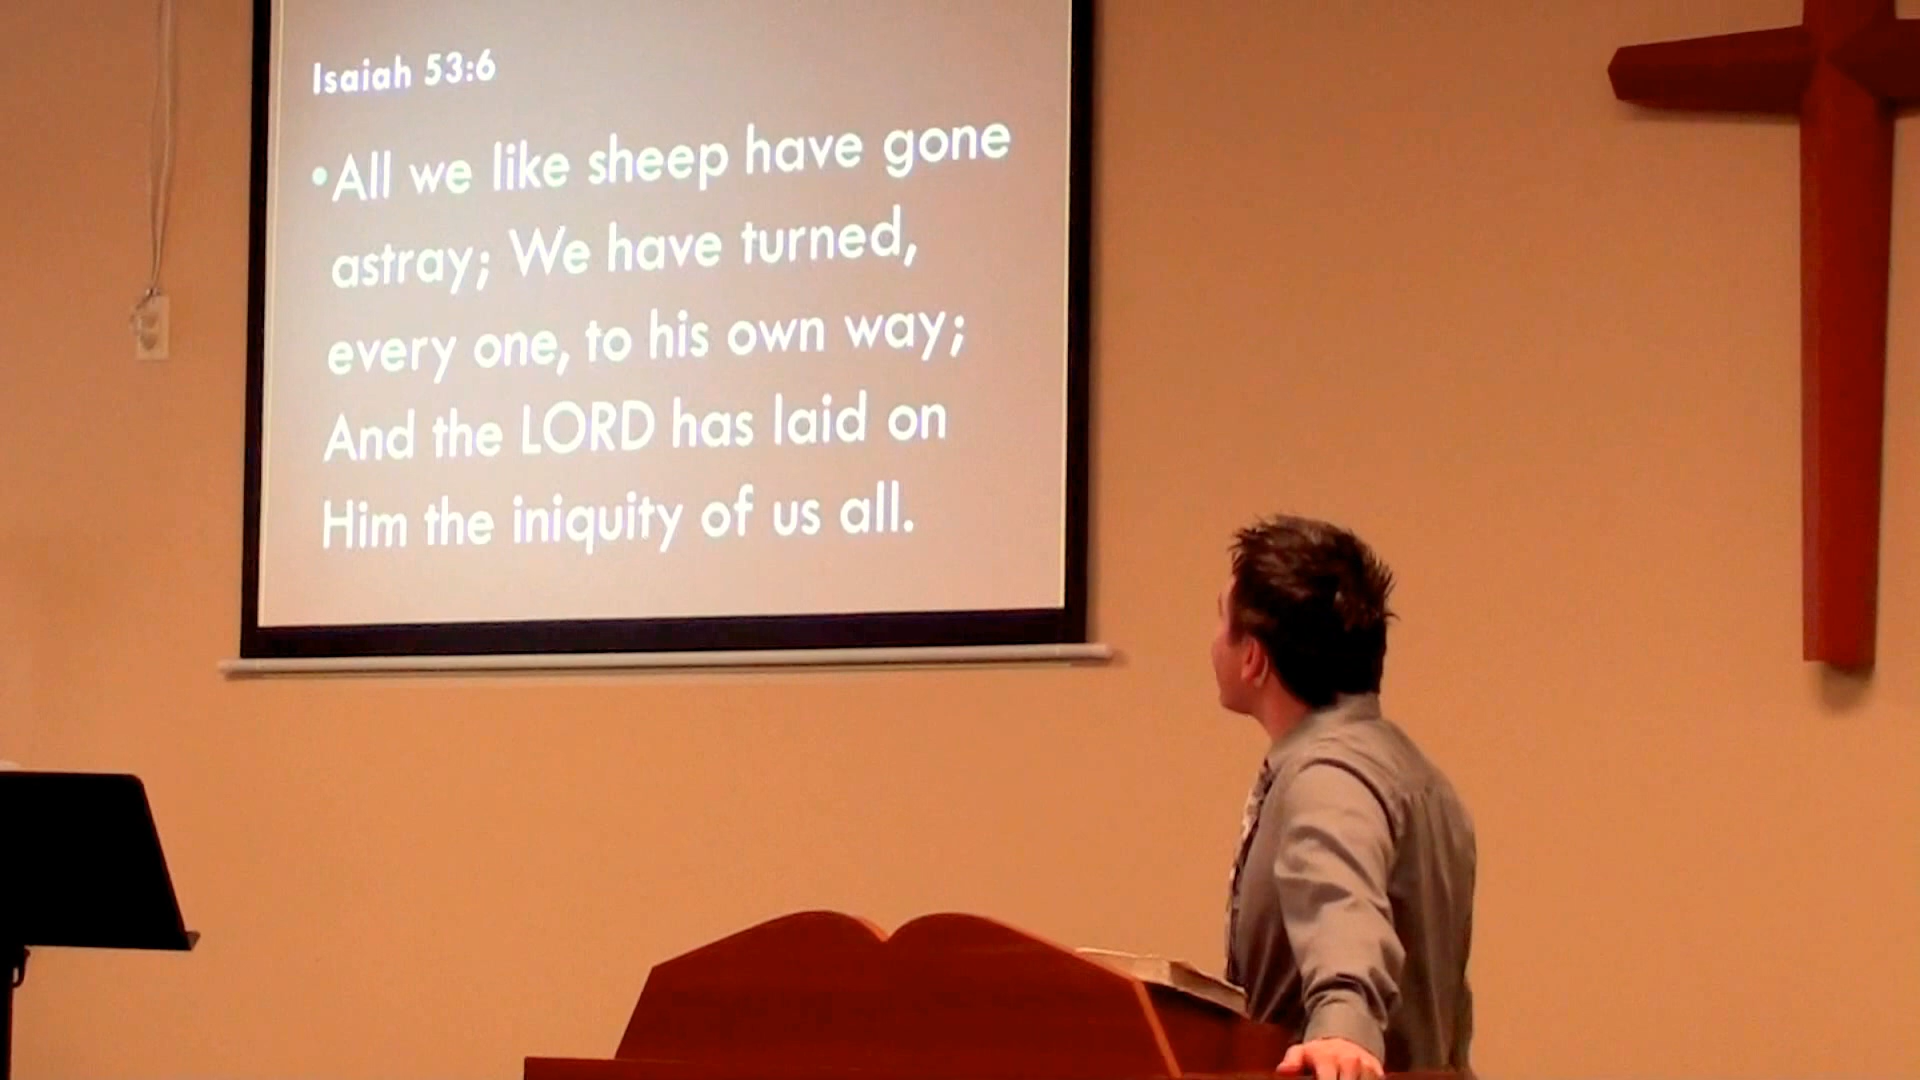 Isaiah 53:6
•All we like sheep have gone
astray; We have turned,
every one, to his own way;
And the LORD has laid on
Him the iniquity of us all.